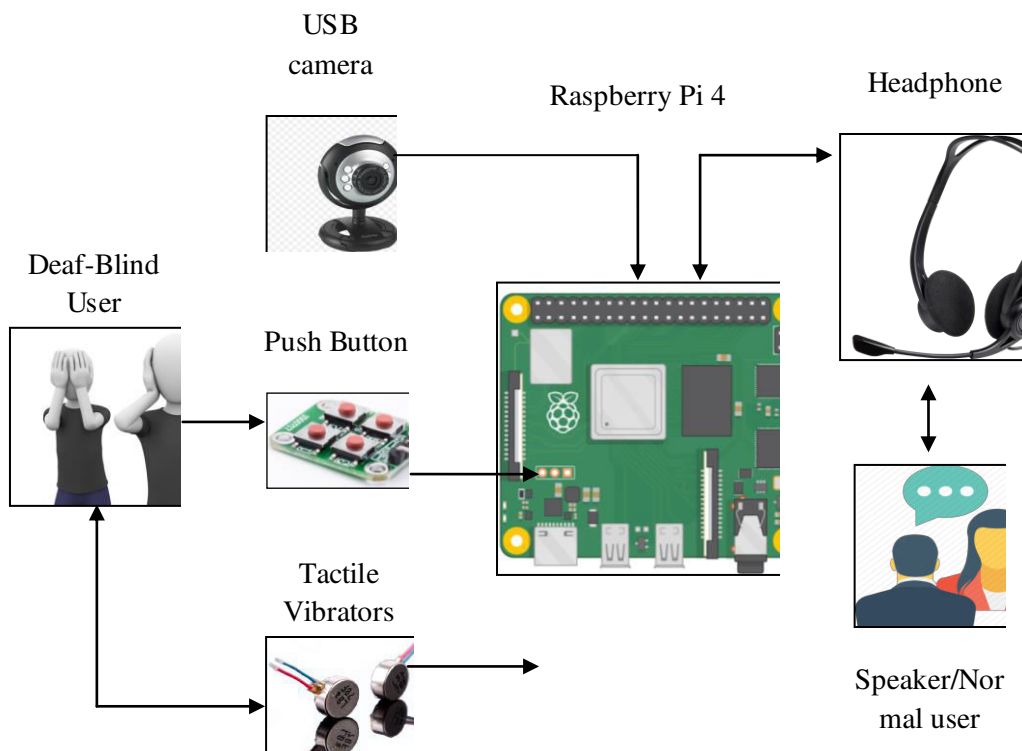 USB
camera
Raspberry Pi 4
Headphone
Deaf-Blind
User
Push Button
Tactile
Vibrators
Speaker/Nor
mal user